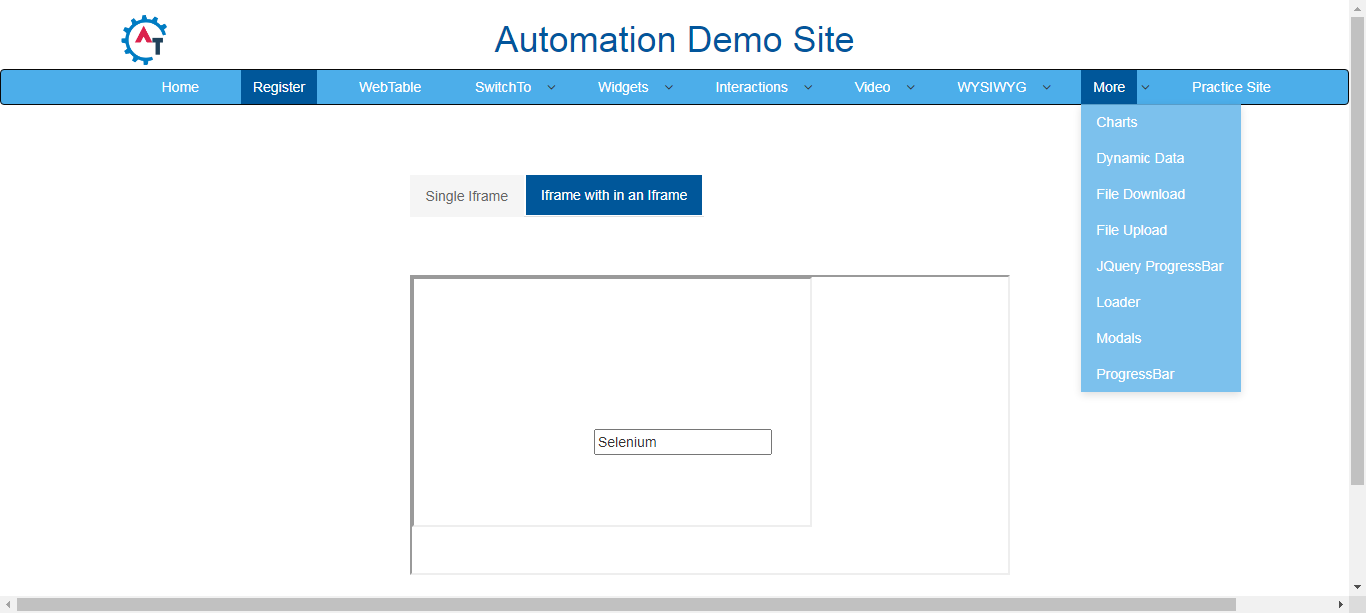 AT
Automation Demo Site
Home Register WebTable SwitchTo Widgets Interactions Video WYSIWYG More Practice Site
Charts
Dynamic Data
File Download
File Upload
JQuery ProgressBar
Loader
Modals
ProgressBar
Single Iframe Iframe with in an Iframe
Selenium